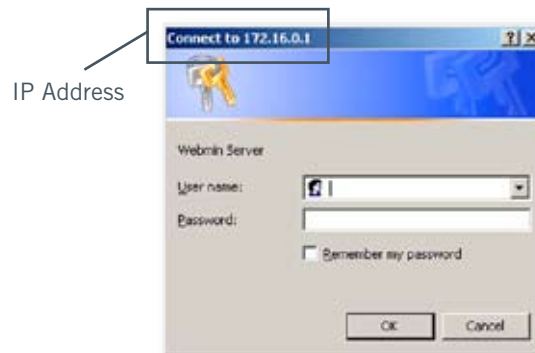 Connect to 172.16.0.1
IP Address
Webmin Server
User name:
Password:
Remember my password
OK
Cancel